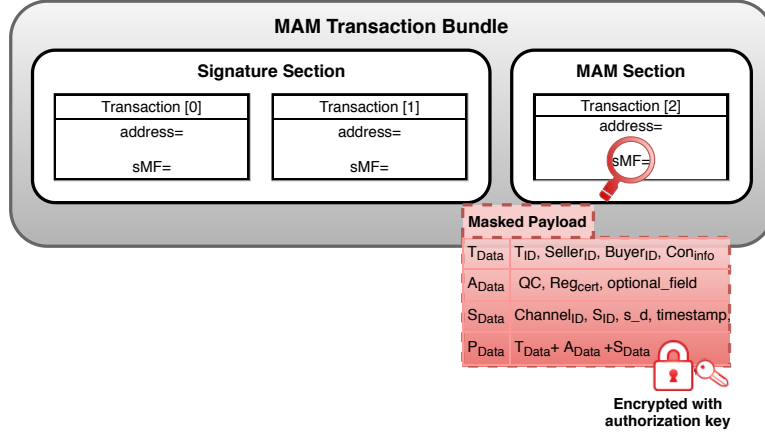 MAM Transaction Bundle
Signature Section
Transaction [0]
address=
sMF=
Transaction [1]
address=
sMF=
MAM Section
Transaction [2]
address=
sMF=
Masked Payload
TData TID, SellerID, BuyerID, Coninfo
AData QC, Regcert, optional_field
SData ChannelID, SID, s_d, timestamp,
PData TData+ AData +SData
Encrypted with
authorization key